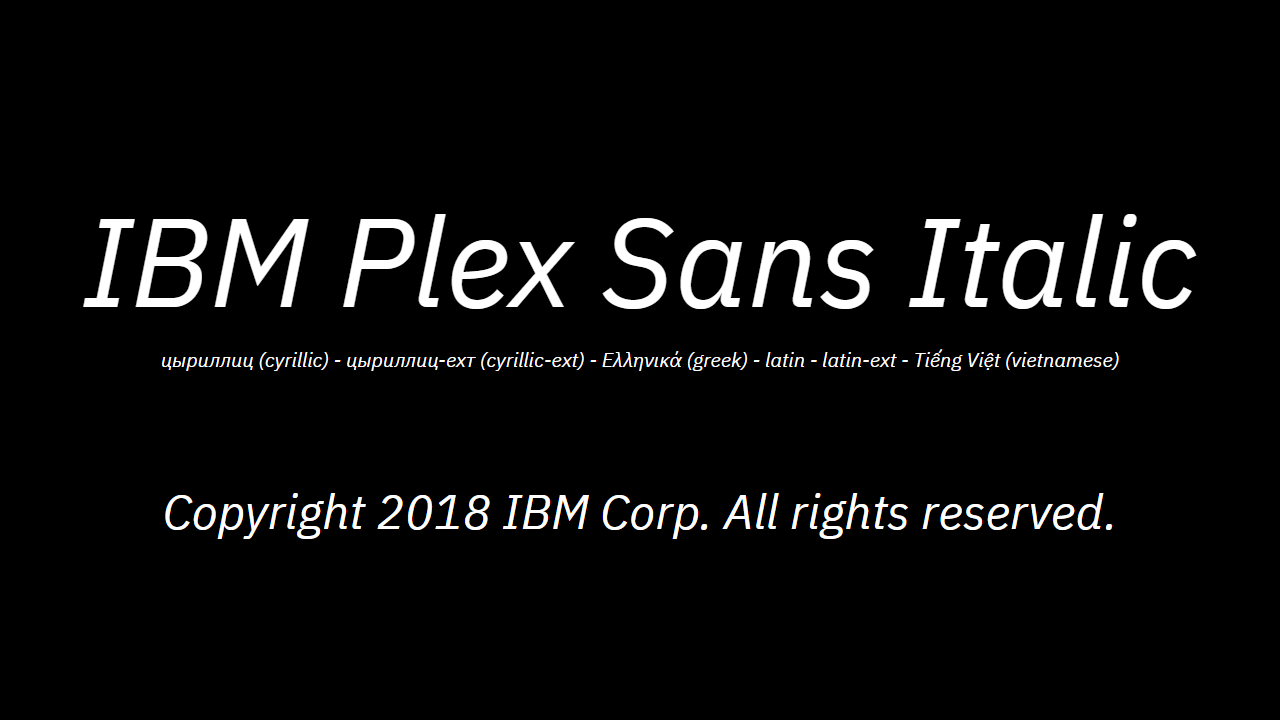 IBM Plex Sans Italic
цыриллиц (cyrillic) - цыриллиц-ехт (cyrillic-ext) - Ελληνικά (greek) - latin - latin-ext - Tiếng Việt (vietnamese)
Copyright 2018 IBM Corp. All rights reserved.